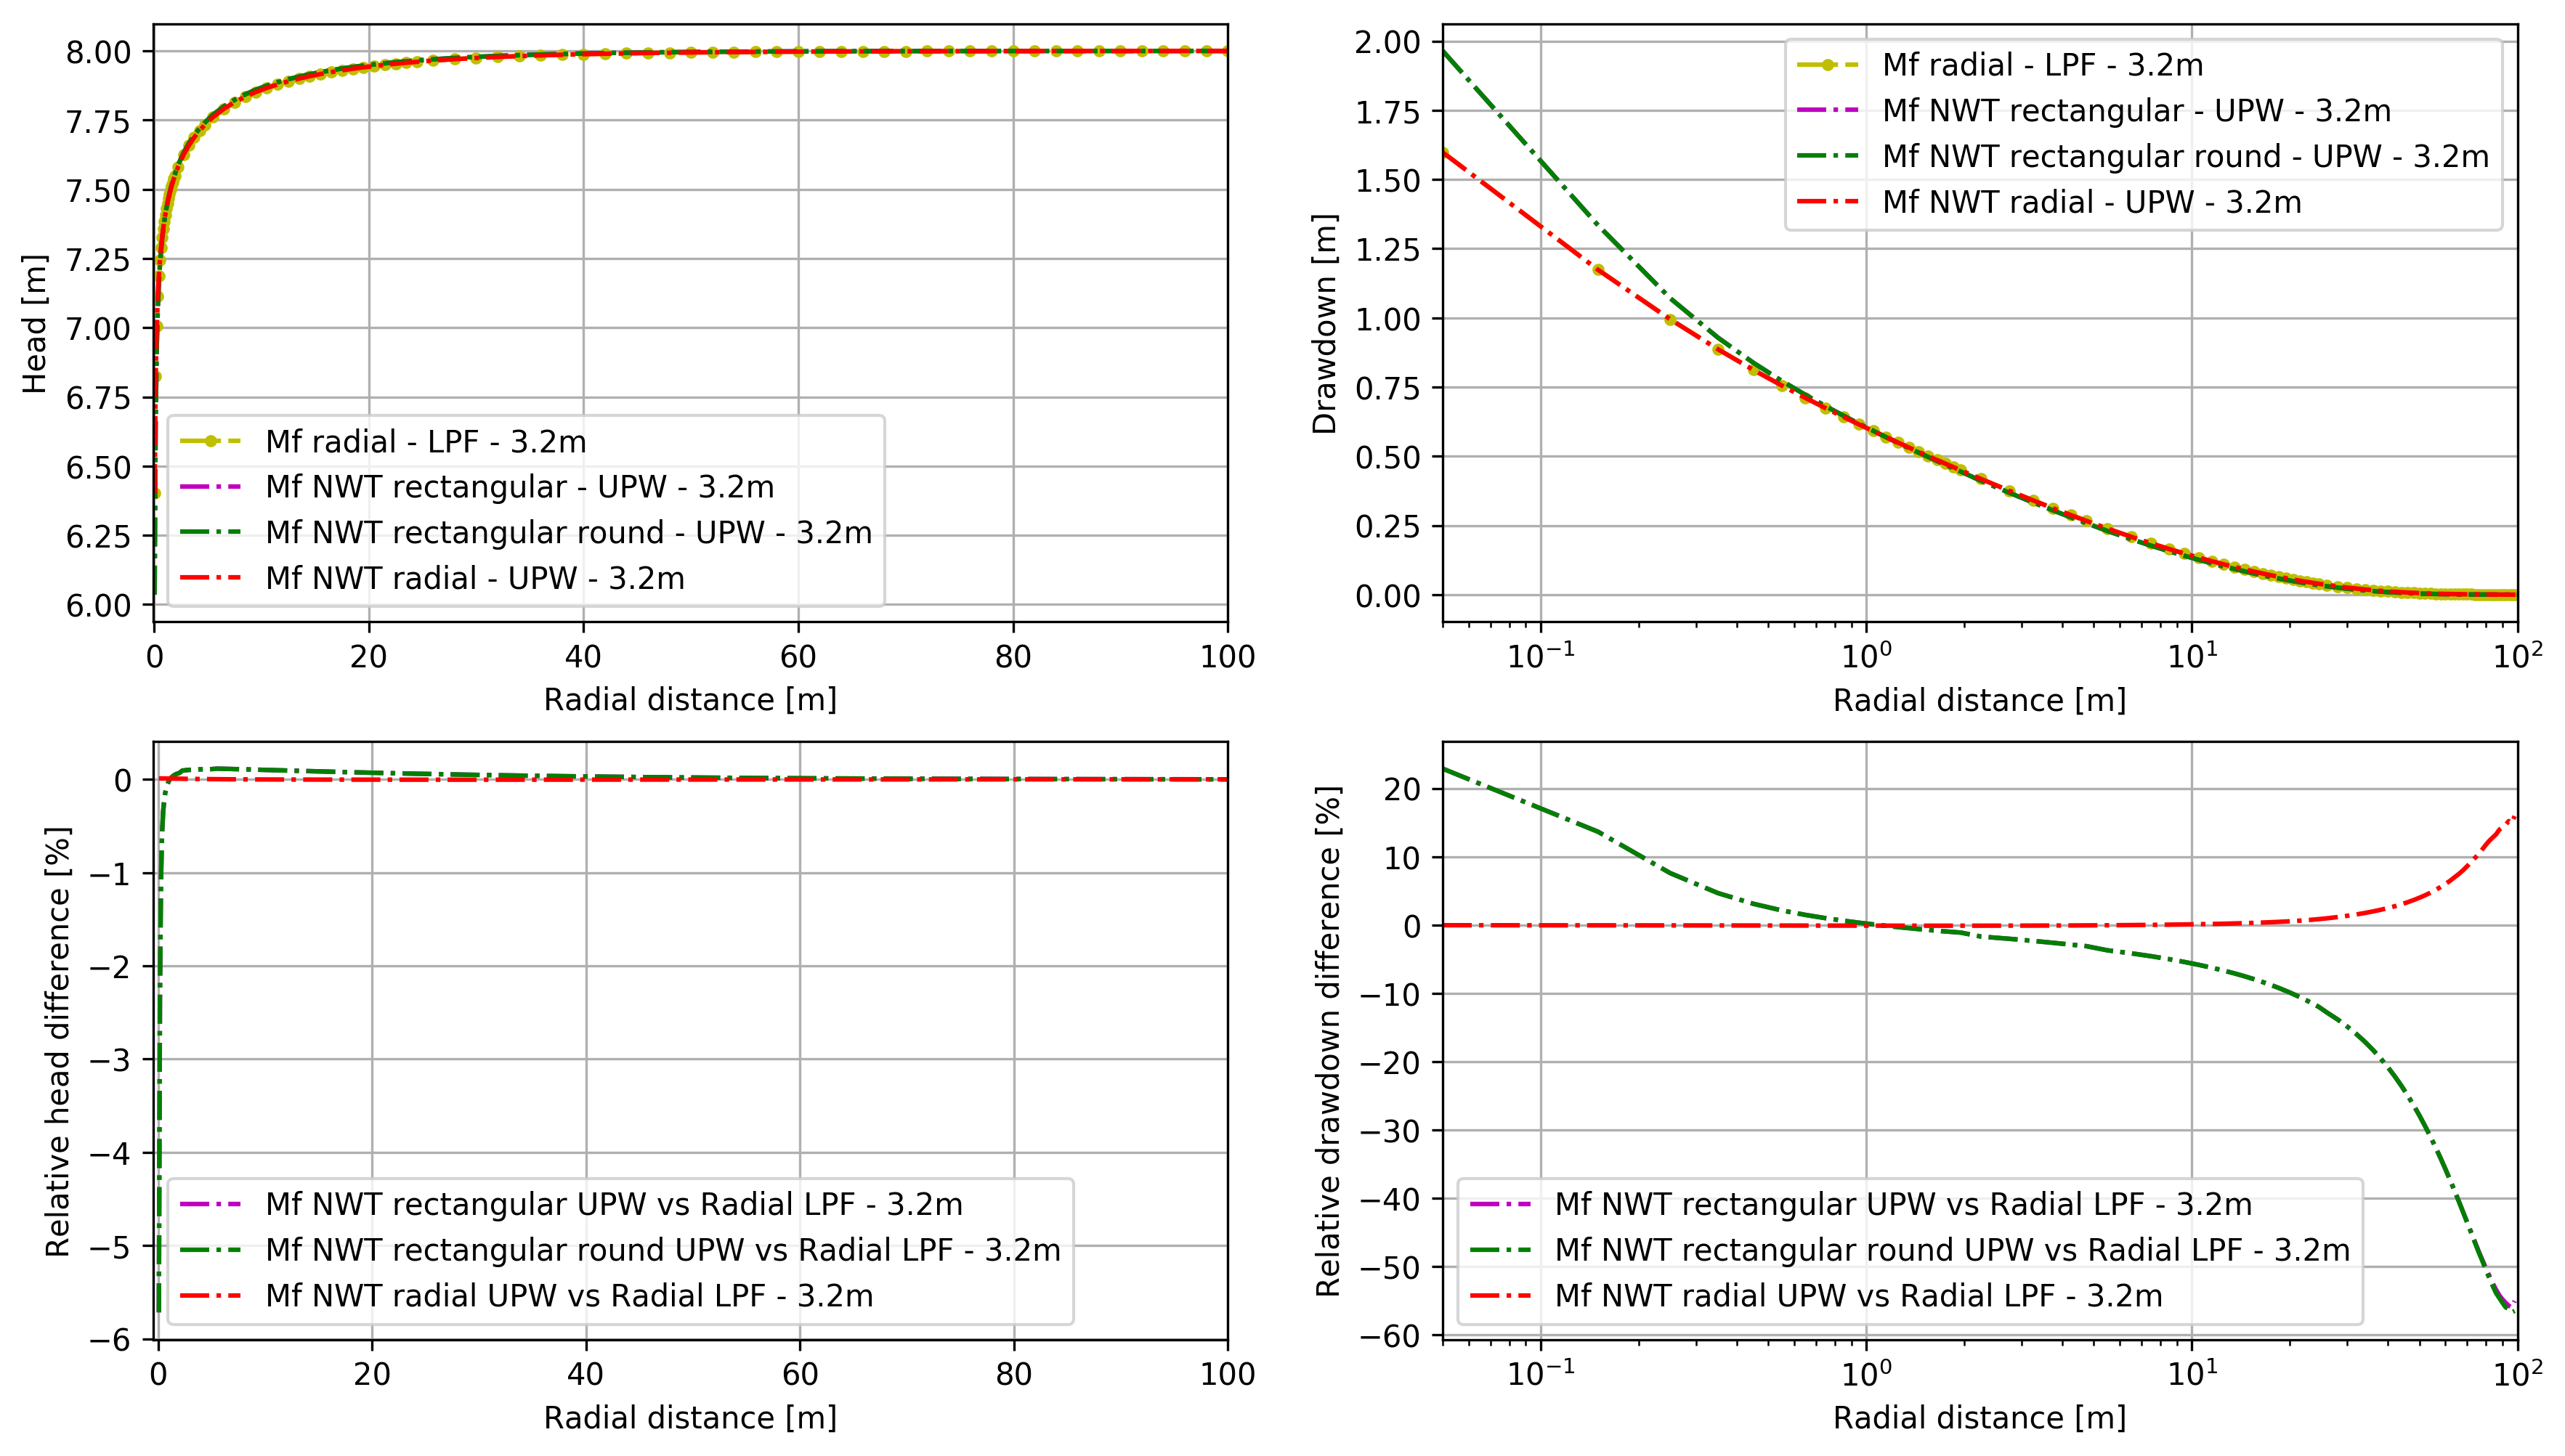 8.00
7.75
7.50
7.25
7.00
6.75
6.50
6.25
6.00
Head [m]
Mf radial - LPF - 3.2m
Mf NWT rectangular - UPW - 3.2m
Mf NWT rectangular round - UPW - 3.2m
Mf NWT radial - UPW - 3.2m
0 20 40 60 80 100
Radial distance [m]
2.00
1.75
1.50
1.25
1.00
0.75
0.50
0.25
0.00
Drawdown [m]
Mf radial - LPF - 3.2m
Mf NWT rectangular - UPW - 3.2m
Mf NWT rectangular round - UPW - 3.2m
Mf NWT radial - UPW - 3.2m
10⁻¹ 10⁰ 10¹ 10²
Radial distance [m]
0
−1
−2
−3
−4
−5
−6
Relative head difference [%]
Mf NWT rectangular UPW vs Radial LPF - 3.2m
Mf NWT rectangular round UPW vs Radial LPF - 3.2m
Mf NWT radial UPW vs Radial LPF - 3.2m
0 20 40 60 80 100
Radial distance [m]
20
10
0
−10
−20
−30
−40
−50
−60
Relative drawdown difference [%]
Mf NWT rectangular UPW vs Radial LPF - 3.2m
Mf NWT rectangular round UPW vs Radial LPF - 3.2m
Mf NWT radial UPW vs Radial LPF - 3.2m
10⁻¹ 10⁰ 10¹ 10²
Radial distance [m]